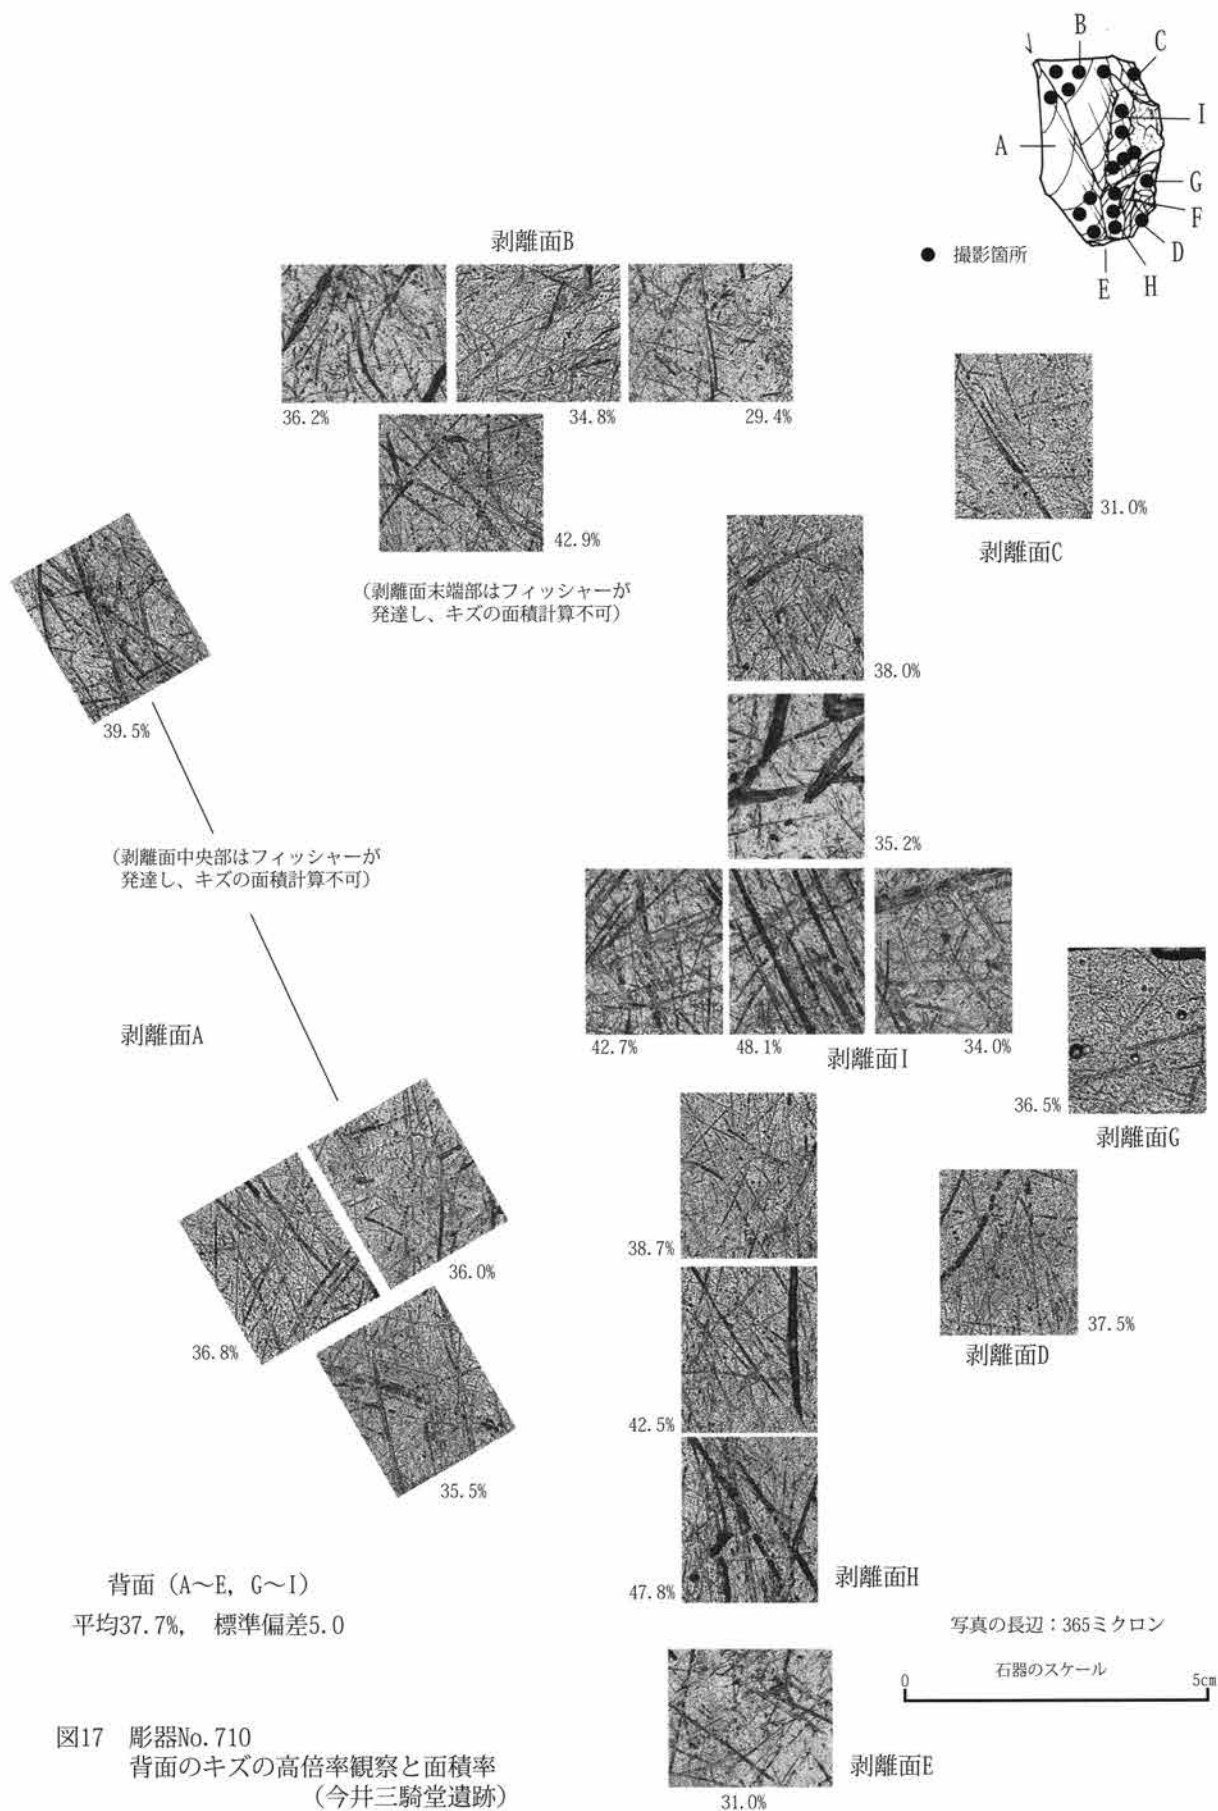 B
C
I
A
G
F
D
E
H
● 撮影箇所
剥離面B
36.2%
34.8%
29.4%
42.9%
(剥離面末端部はフィッシャーが
発達し、キズの面積計算不可)
31.0%
剥離面C
39.5%
(剥離面中央部はフィッシャーが
発達し、キズの面積計算不可)
剥離面A
36.0%
36.8%
35.5%
38.0%
35.2%
42.7%
48.1%
34.0%
剥離面I
36.5%
剥離面G
37.5%
剥離面D
38.7%
42.5%
47.8%
剥離面H
31.0%
剥離面E
背面 (A～E, G～I)
平均37.7%, 標準偏差5.0
写真の長辺：365ミクロン
石器のスケール
0 5cm
図17 彫器No.710
背面のキズの高倍率観察と面積率
(今井三騎堂遺跡)